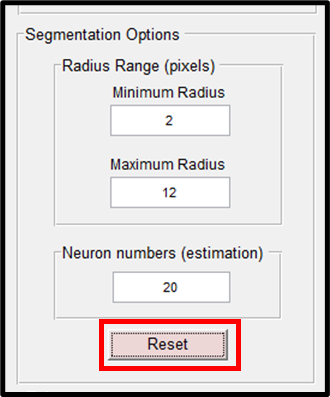 Segmentation Options
Radius Range (pixels)
Minimum Radius
2
Maximum Radius
12
Neuron numbers (estimation)
20
Reset